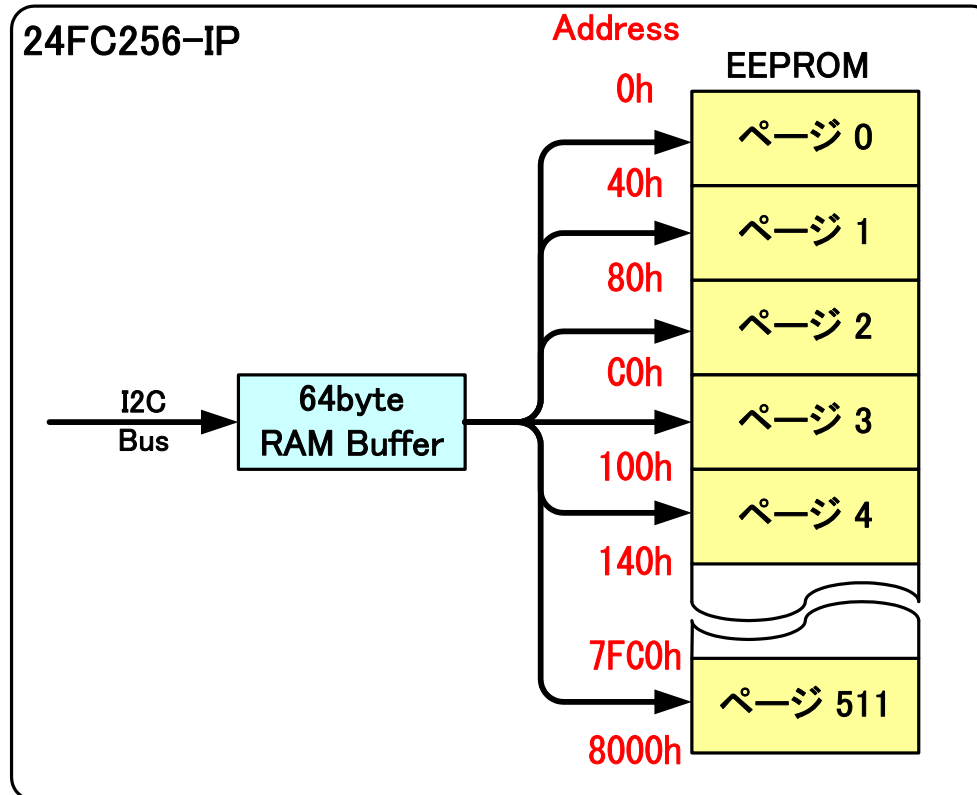 24FC256-IP
Address
EEPROM
0h
ページ 0
40h
ページ 1
80h
ページ 2
C0h
I2C
Bus
64byte
RAM Buffer
ページ 3
100h
ページ 4
140h
7FC0h
ページ 511
8000h